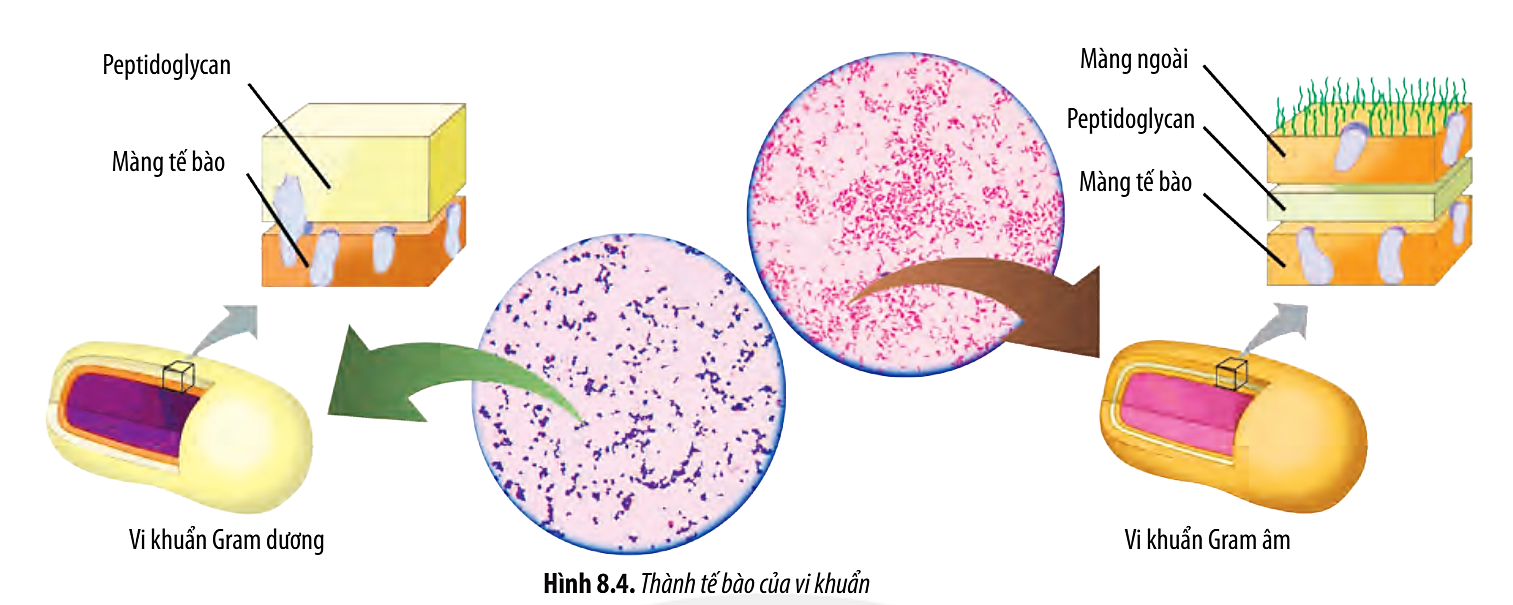 Peptidoglycan
Màng tế bào
Vi khuẩn Gram dương
Màng ngoài
Peptidoglycan
Màng tế bào
Vi khuẩn Gram âm
Hình 8.4. Thành tế bào của vi khuẩn